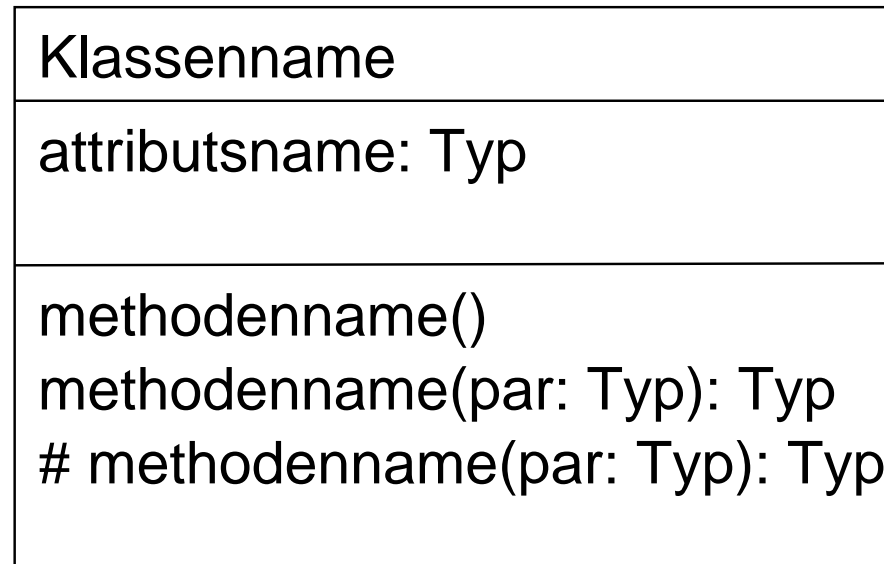 Klassenname
attributsname: Typ
methodenname()
methodenname(par: Typ): Typ
# methodenname(par: Typ): Typ